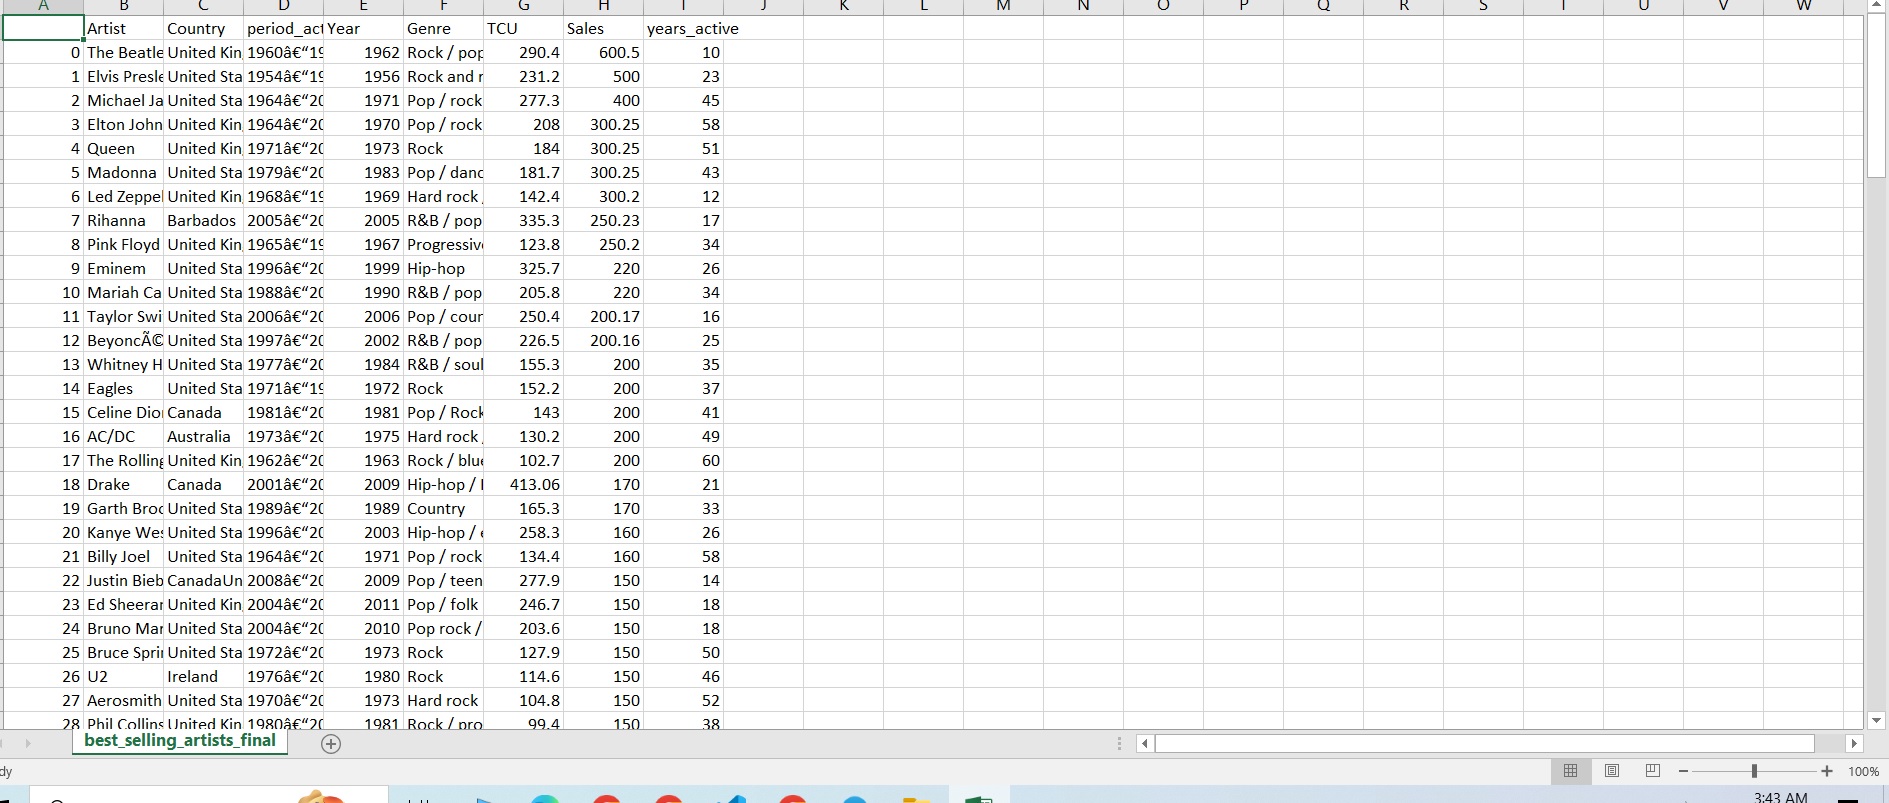 A B C D E F G H I J K L M N O P Q R S T U V W
Artist Country period_act Year Genre TCU Sales years_active
0 The Beatle United Kin 1960â€“19 1962 Rock / pop 290.4 600.5 10
1 Elvis Presle United Sta 1954â€“19 1956 Rock and r 231.2 500 23
2 Michael Ja United Sta 1964â€“20 1971 Pop / rock 277.3 400 45
3 Elton John United Kin 1964â€“20 1970 Pop / rock 208 300.25 58
4 Queen United Kin 1971â€“20 1973 Rock 184 300.25 51
5 Madonna United Sta 1979â€“20 1983 Pop / danc 181.7 300.25 43
6 Led Zeppel United Kin 1968â€“19 1969 Hard rock 142.4 300.2 12
7 Rihanna Barbados 2005â€“20 2005 R&B / pop 335.3 250.23 17
8 Pink Floyd United Kin 1965â€“19 1967 Progressiv 123.8 250.2 34
9 Eminem United Sta 1996â€“20 1999 Hip-hop 325.7 220 26
10 Mariah Ca United Sta 1988â€“20 1990 R&B / pop 205.8 220 34
11 Taylor Swi United Sta 2006â€“20 2006 Pop / cour 250.4 200.17 16
12 BeyoncÃ© United Sta 1997â€“20 2002 R&B / pop 226.5 200.16 25
13 Whitney H United Sta 1977â€“20 1984 R&B / soul 155.3 200 35
14 Eagles United Sta 1971â€“19 1972 Rock 152.2 200 37
15 Celine Dio Canada 1981â€“20 1981 Pop / Rock 143 200 41
16 AC/DC Australia 1973â€“20 1975 Hard rock 130.2 200 49
17 The Rolling United Kin 1962â€“20 1963 Rock / blue 102.7 200 60
18 Drake Canada 2001â€“20 2009 Hip-hop / 413.06 170 21
19 Garth Broo United Sta 1989â€“20 1989 Country 165.3 170 33
20 Kanye Wes United Sta 1996â€“20 2003 Hip-hop / 258.3 160 26
21 Billy Joel United Sta 1964â€“20 1971 Pop / rock 134.4 160 58
22 Justin Bieb CanadaUn 2008â€“20 2009 Pop / teen 277.9 150 14
23 Ed Sheerar United Kin 2004â€“20 2011 Pop / folk 246.7 150 18
24 Bruno Mar United Sta 2004â€“20 2010 Pop rock / 203.6 150 18
25 Bruce Sprin United Sta 1972â€“20 1973 Rock 127.9 150 50
26 U2 Ireland 1976â€“20 1980 Rock 114.6 150 46
27 Aerosmith United Sta 1970â€“20 1973 Hard rock 104.8 150 52
28 Phil Collins United Kin 1980â€“20 1981 Rock / pro 99.4 150 38
best_selling_artists_final
dy 100%
3:43 AM